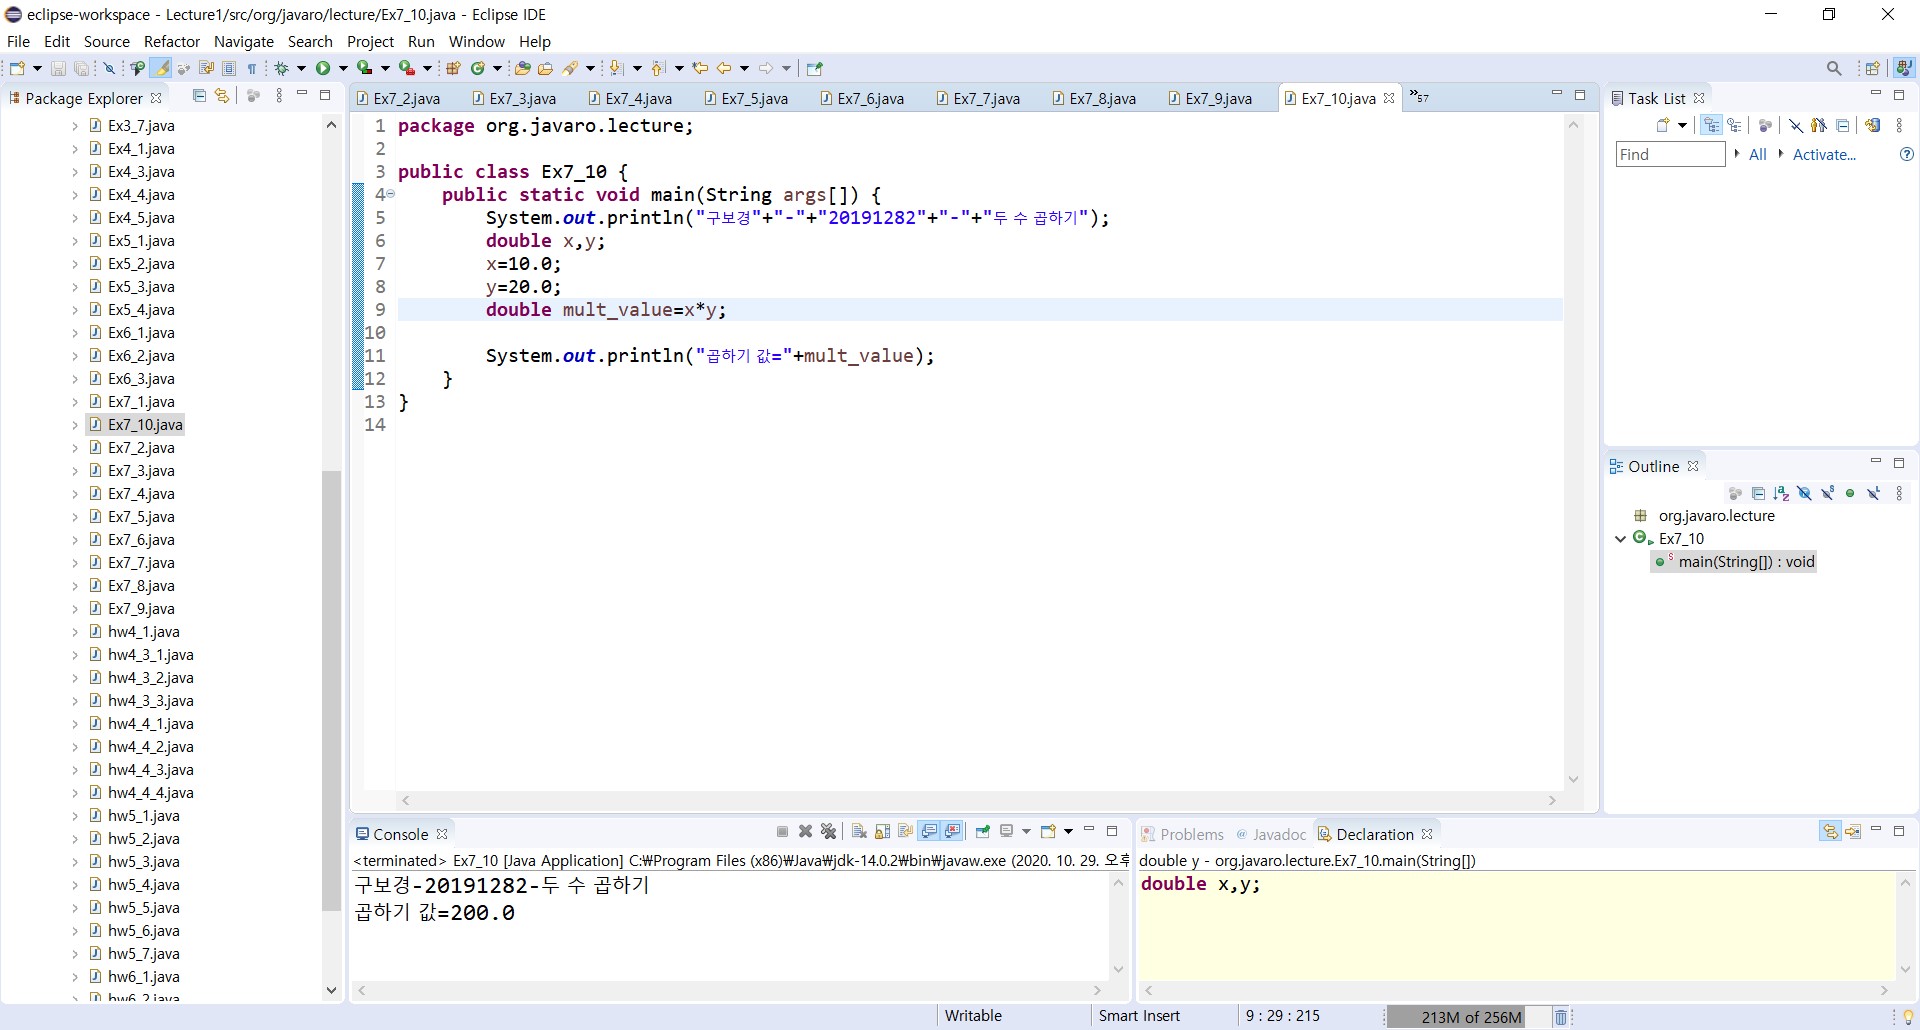 eclipse-workspace - Lecture1/src/org/javaro/lecture/Ex7_10.java - Eclipse IDE
File Edit Source Refactor Navigate Search Project Run Window Help
Package Explorer
Ex3_7.java
Ex4_1.java
Ex4_3.java
Ex4_4.java
Ex4_5.java
Ex5_1.java
Ex5_2.java
Ex5_3.java
Ex5_4.java
Ex6_1.java
Ex6_2.java
Ex6_3.java
Ex7_1.java
Ex7_10.java
Ex7_2.java
Ex7_3.java
Ex7_4.java
Ex7_5.java
Ex7_6.java
Ex7_7.java
Ex7_8.java
Ex7_9.java
hw4_1.java
hw4_3_1.java
hw4_3_2.java
hw4_3_3.java
hw4_4_1.java
hw4_4_2.java
hw4_4_3.java
hw4_4_4.java
hw5_1.java
hw5_2.java
hw5_3.java
hw5_4.java
hw5_5.java
hw5_6.java
hw5_7.java
hw6_1.java
hw6_2.java
Ex7_2.java Ex7_3.java Ex7_4.java Ex7_5.java Ex7_6.java Ex7_7.java Ex7_8.java Ex7_9.java Ex7_10.java »57
1 package org.javaro.lecture;
2
3 public class Ex7_10 {
4 public static void main(String args[]) {
5 System.out.println("구보경"+"-"+"20191282"+"-"+"두 수 곱하기");
6 double x,y;
7 x=10.0;
8 y=20.0;
9 double mult_value=x*y;
10
11 System.out.println("곱하기 값="+mult_value);
12 }
13 }
14
Task List
Find All Activate...
Outline
org.javaro.lecture
Ex7_10
main(String[]) : void
Console
<terminated> Ex7_10 [Java Application] C:₩Program Files (x86)₩Java₩jdk-14.0.2₩bin₩javaw.exe (2020. 10. 29. 오후
구보경-20191282-두 수 곱하기
곱하기 값=200.0
Problems @ Javadoc Declaration
double y - org.javaro.lecture.Ex7_10.main(String[])
double x,y;
Writable Smart Insert 9 : 29 : 215 213M of 256M